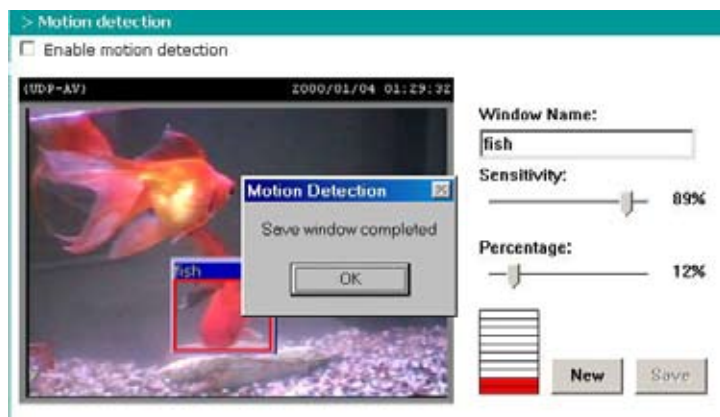 > Motion detection
Enable motion detection
(UDP-AV) 2000/01/04 01:29:32
Window Name:
fish
Sensitivity:
89%
Motion Detection
Save window completed
OK
fish
Percentage:
12%
New Save